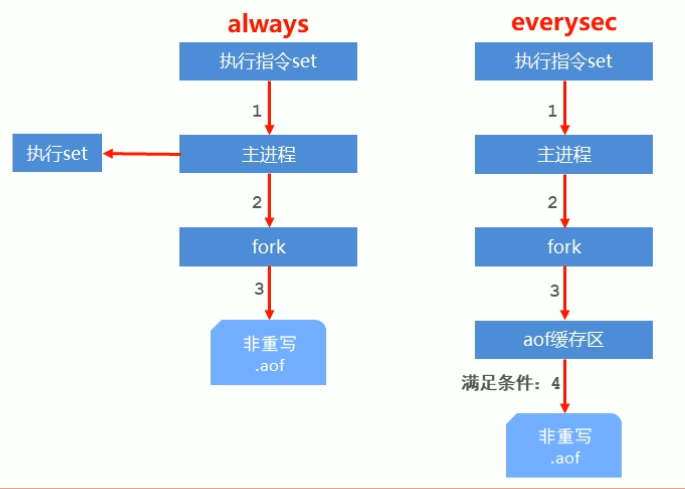 always
执行指令set
1
执行set
主进程
2
fork
3
非重写
.aof
everysec
执行指令set
1
主进程
2
fork
3
aof缓存区
满足条件：4
非重写
.aof